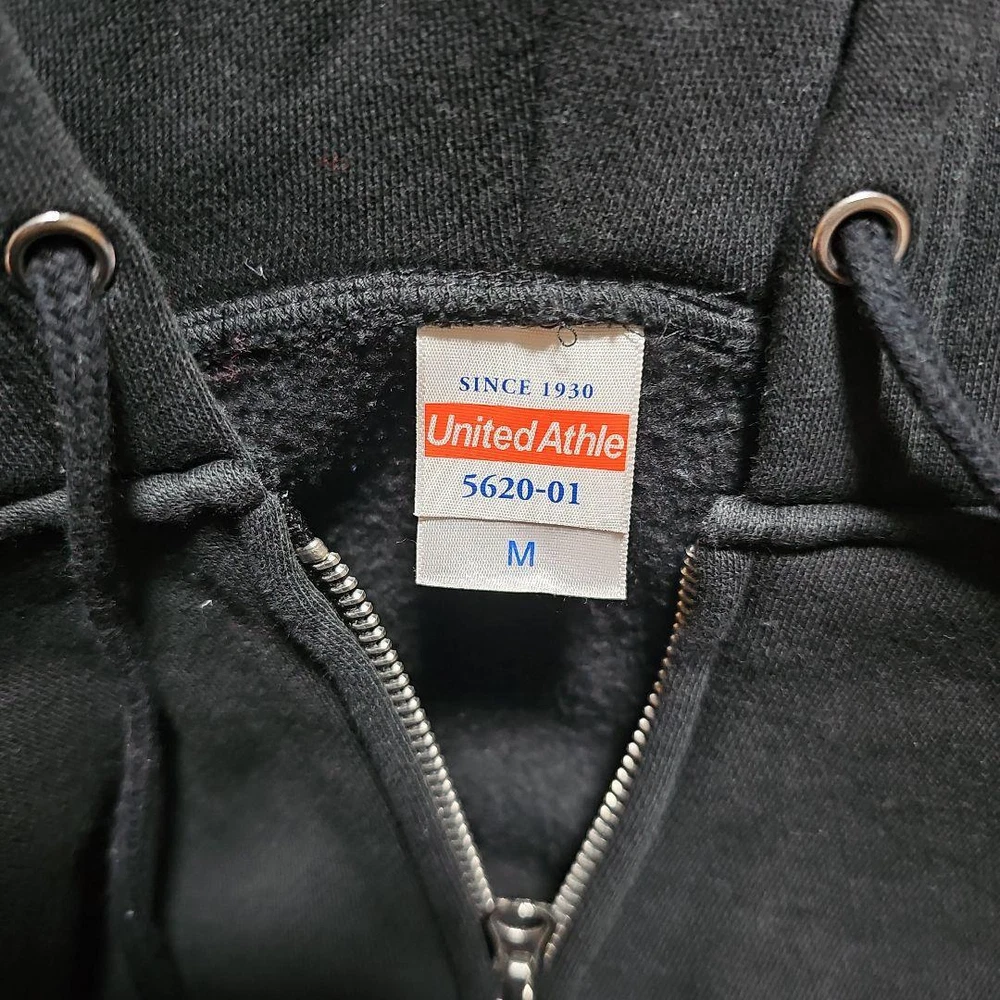 SINCE 1930
United Athle
5620-01
M